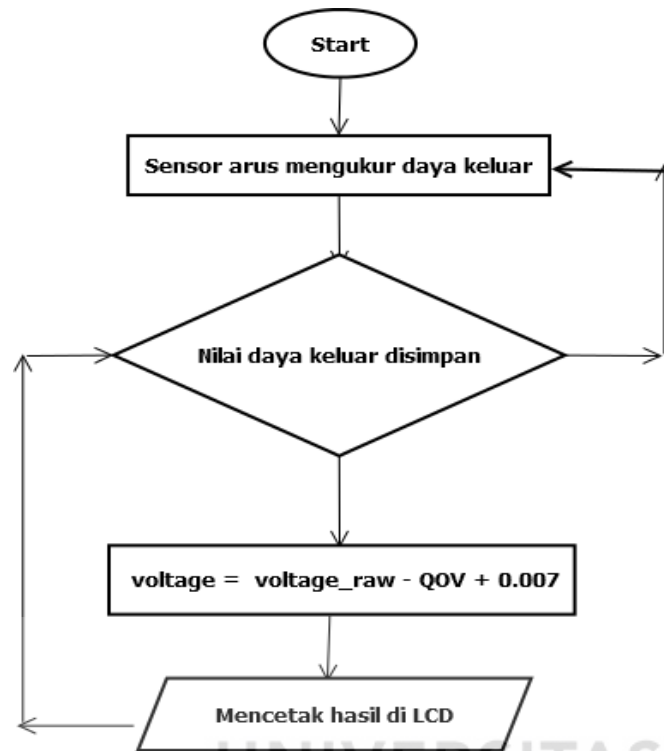 Start
Sensor arus mengukur daya keluar
Nilai daya keluar disimpan
voltage = voltage_raw - QOV + 0.007
Mencetak hasil di LCD
UNIVERSITAS